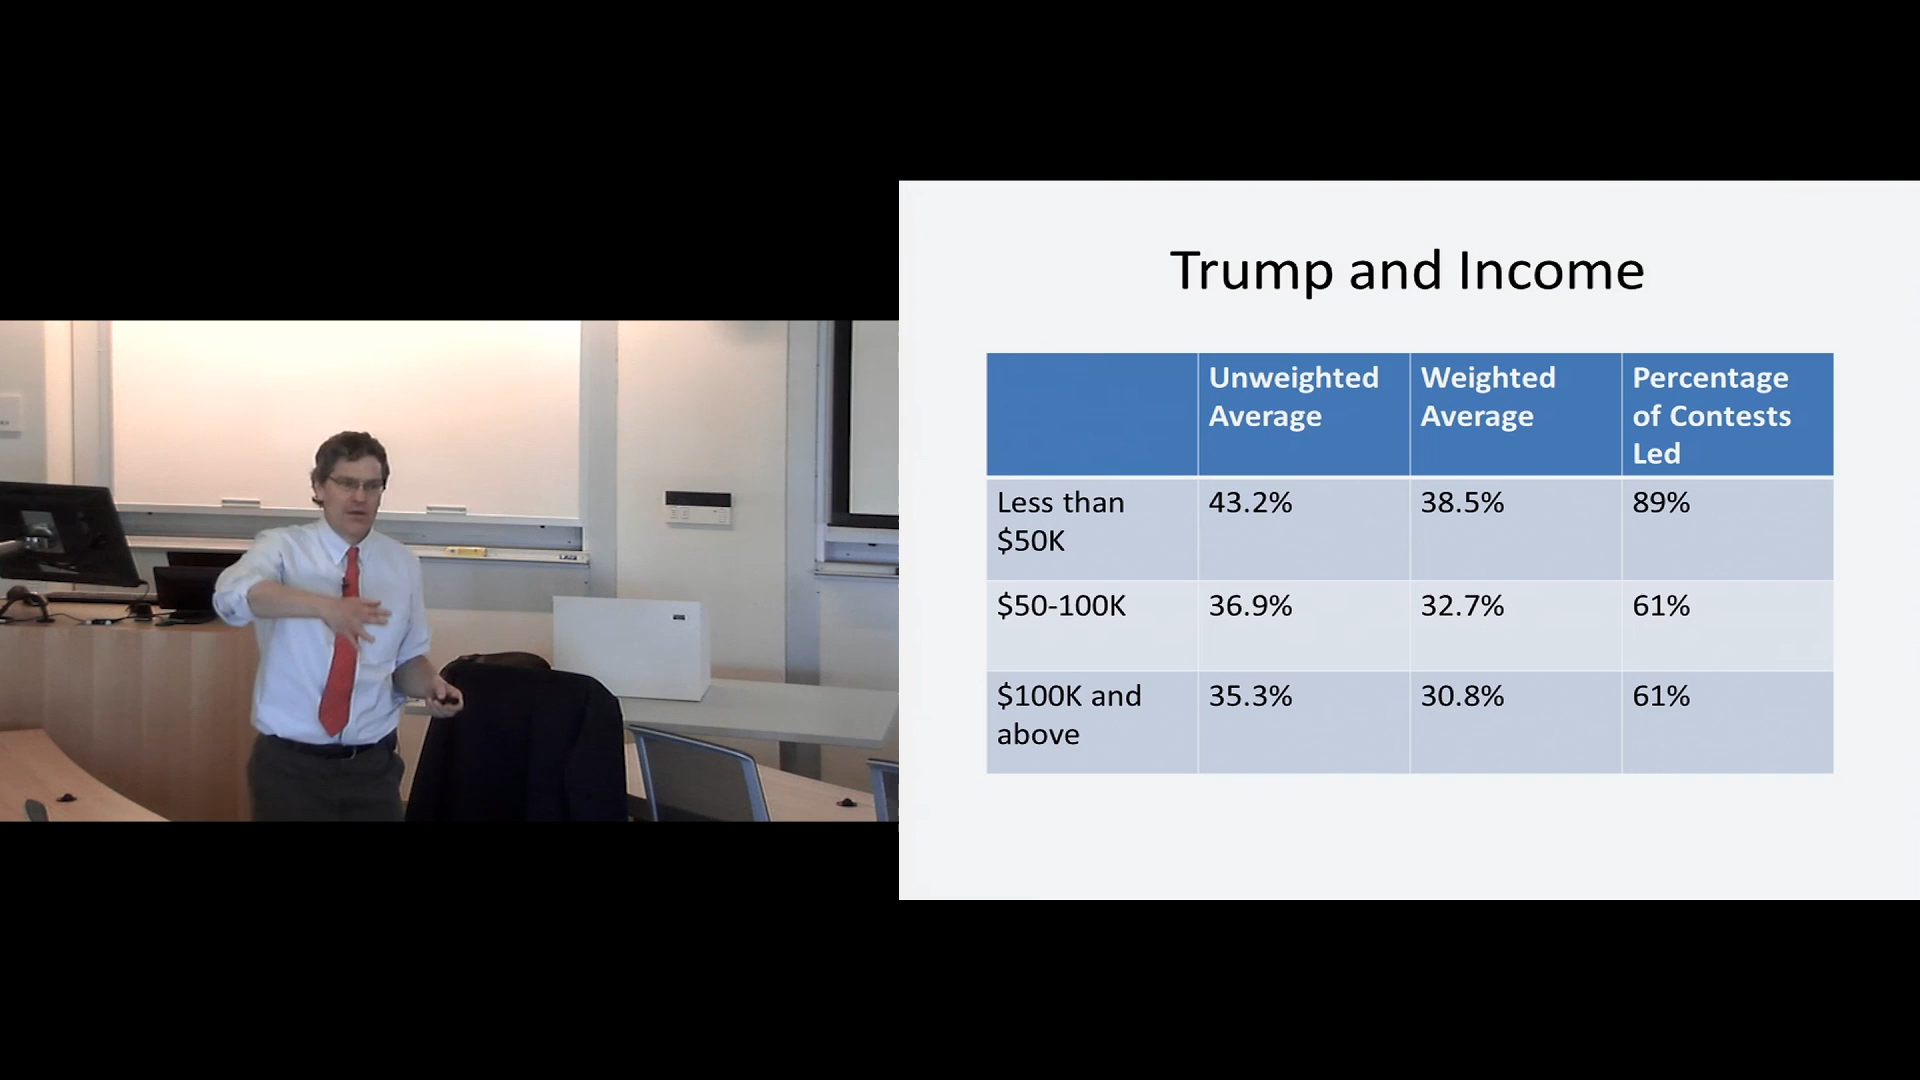 Trump and Income
Unweighted Average
Weighted Average
Percentage of Contests Led
Less than $50K
43.2%
38.5%
89%
$50-100K
36.9%
32.7%
61%
$100K and above
35.3%
30.8%
61%